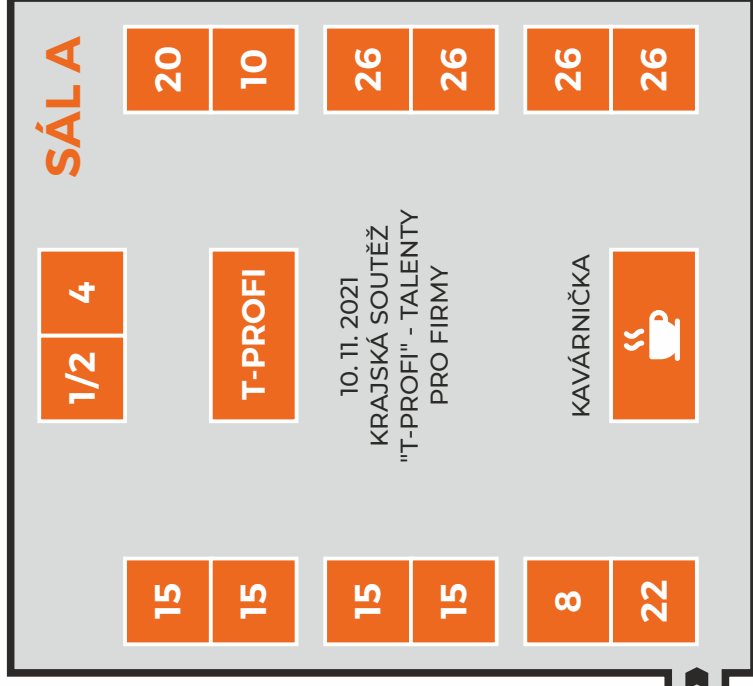 SÁL A
1/2 4
15
20
15
T-PROFI
10
10. 11. 2021
KRAJSKÁ SOUTĚŽ
"T-PROFI" - TALENTY
PRO FIRMY
15
26
15
26
KAVÁRNIČKA
8
26
22
26